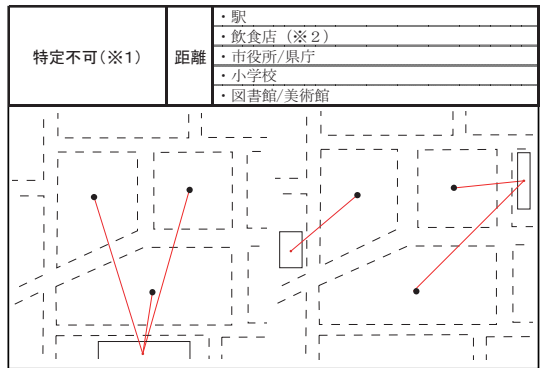 特定不可(※1)
距離
・駅
・飲食店（※２）
・市役所/県庁
・小学校
・図書館/美術館